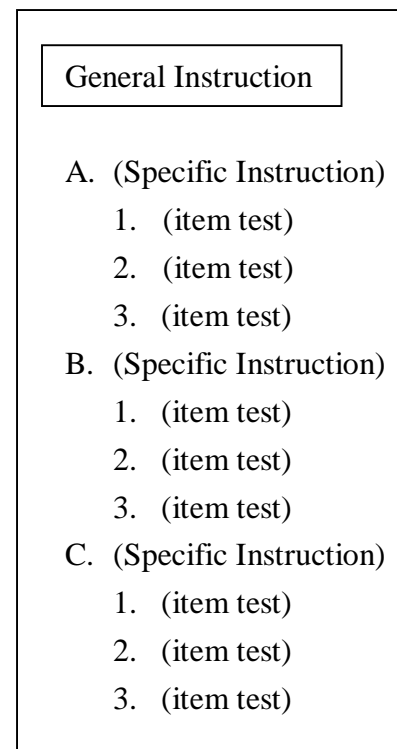 General Instruction
A. (Specific Instruction)
1. (item test)
2. (item test)
3. (item test)
B. (Specific Instruction)
1. (item test)
2. (item test)
3. (item test)
C. (Specific Instruction)
1. (item test)
2. (item test)
3. (item test)